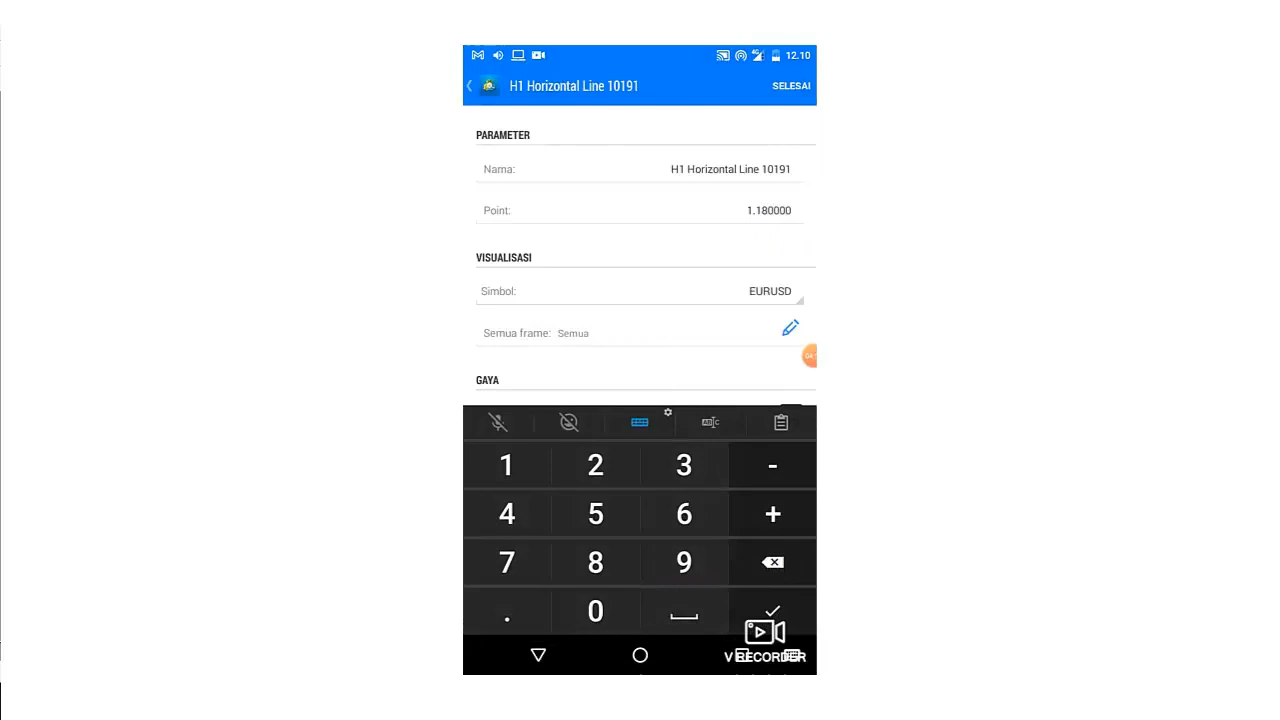 4G 12.10
H1 Horizontal Line 10191 SELESAI
PARAMETER
Nama: H1 Horizontal Line 10191
Point: 1.180000
VISUALISASI
Simbol: EURUSD
Semua frame: Semua
GAYA
1 2 3 -
4 5 6 +
7 8 9
. 0
V RECORDER